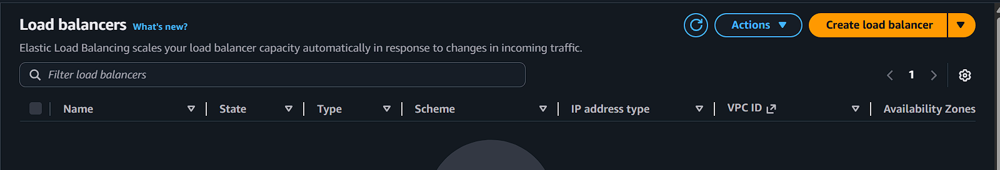 Load balancers What's new?
Actions
Create load balancer
Elastic Load Balancing scales your load balancer capacity automatically in response to changes in incoming traffic.
Filter load balancers
1
Name State Type Scheme IP address type VPC ID Availability Zones